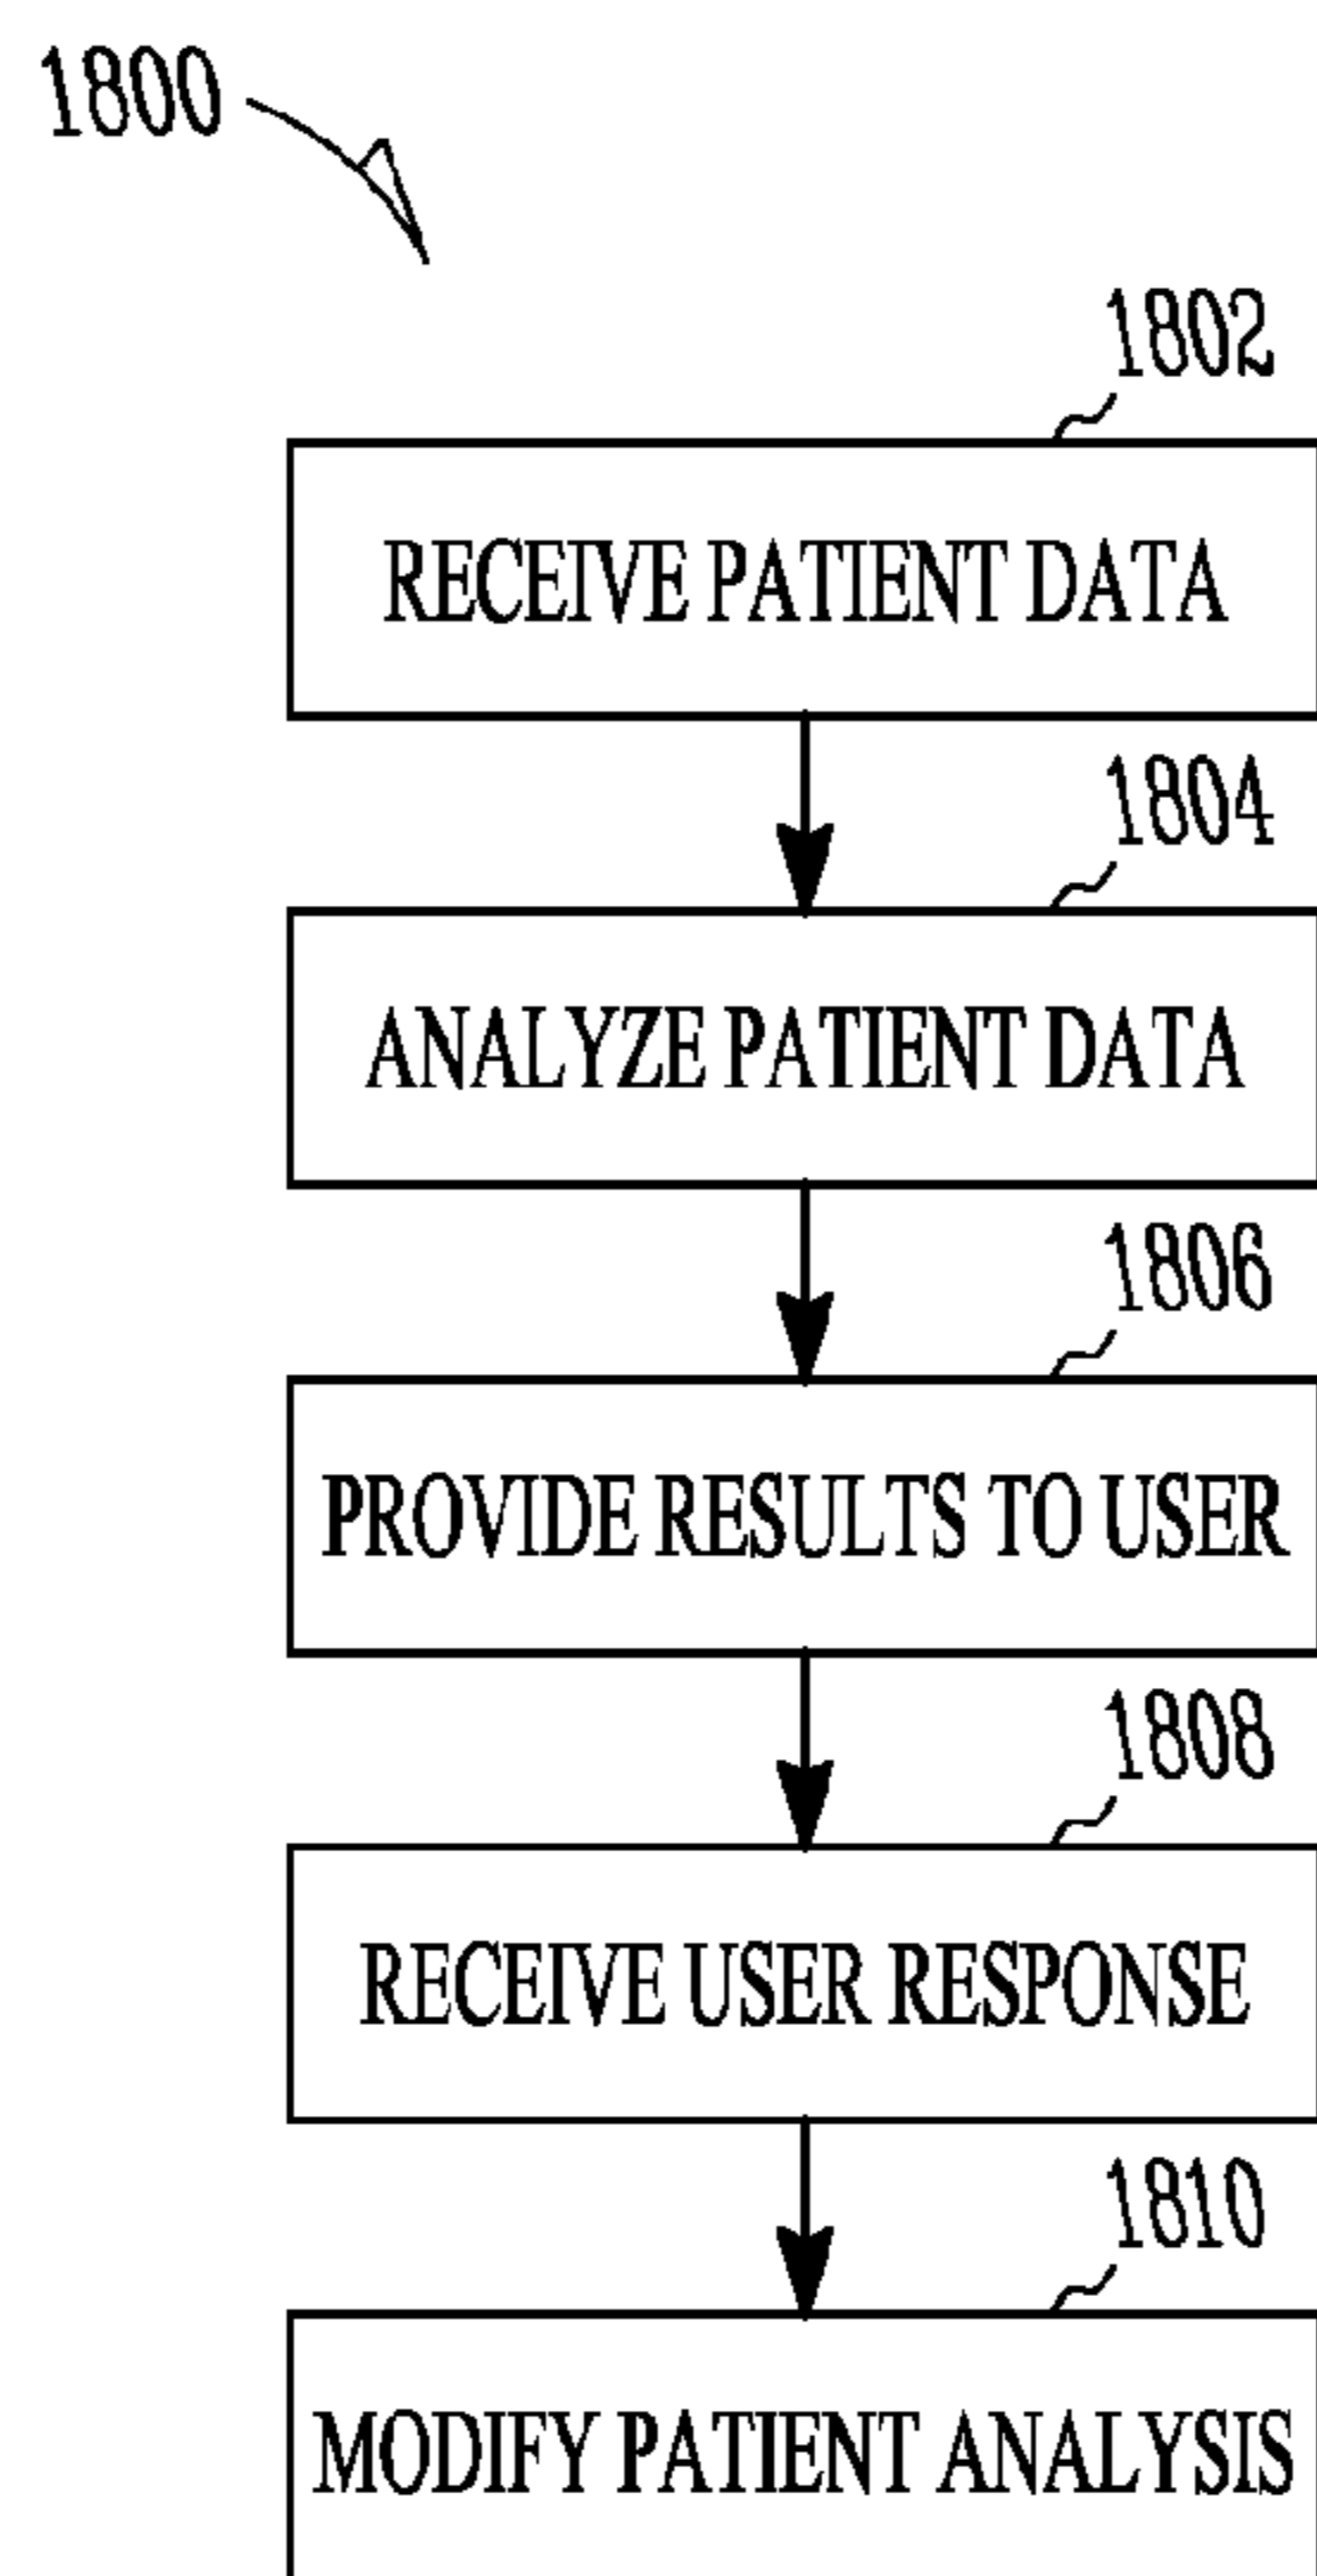 1800
1802
RECEIVE PATIENT DATA
1804
ANALYZE PATIENT DATA
1806
PROVIDE RESULTS TO USER
1808
RECEIVE USER RESPONSE
1810
MODIFY PATIENT ANALYSIS